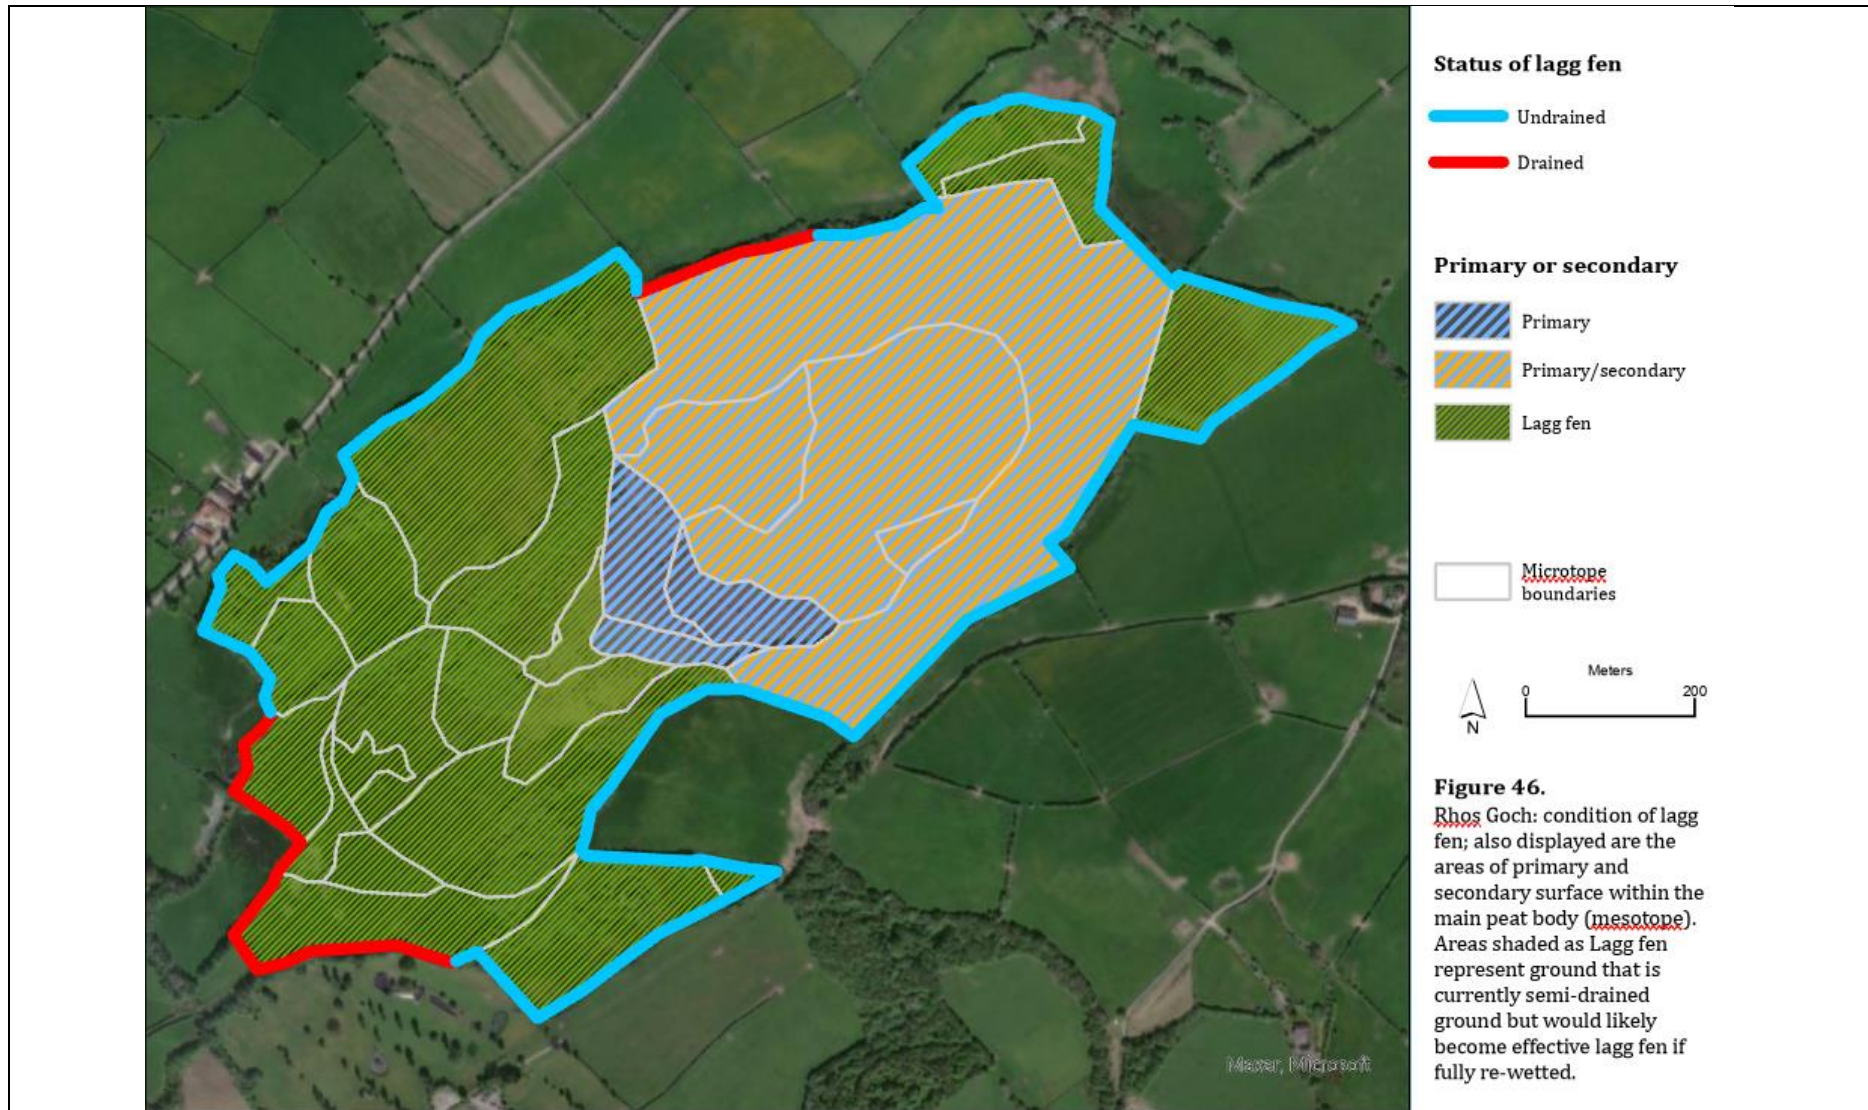 Status of lagg fen
Undrained
Drained
Primary or secondary
Primary
Primary/secondary
Lagg fen
Microtope
boundaries
Meters
0 200
N
Figure 46.
Rhos Goch: condition of lagg
fen; also displayed are the
areas of primary and
secondary surface within the
main peat body (mesotope).
Areas shaded as Lagg fen
represent ground that is
currently semi-drained
ground but would likely
become effective lagg fen if
fully re-wetted.
Maxar, Microsoft